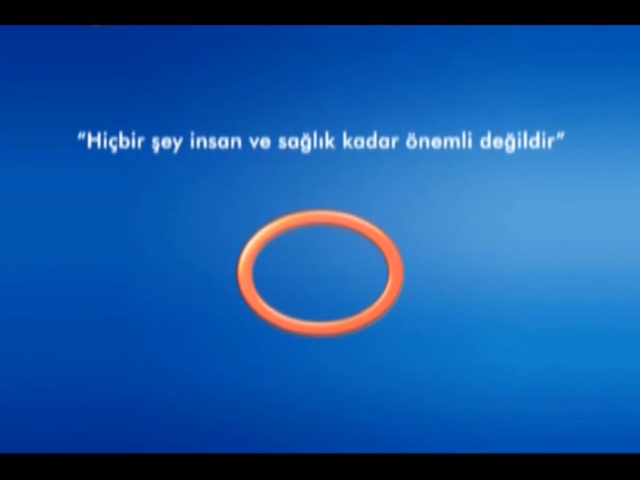 “Hiçbir şey insan ve sağlık kadar önemli değildir”